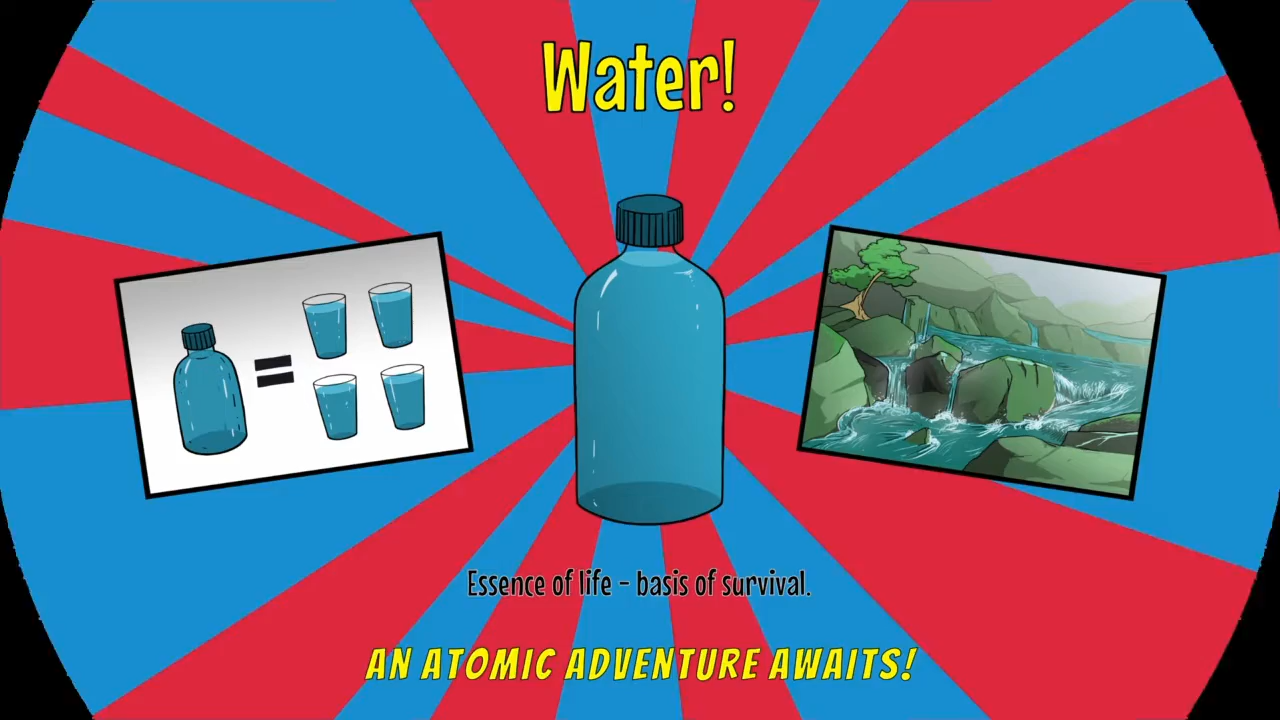 Water!
Essence of life - basis of survival.
AN ATOMIC ADVENTURE AWAITS!